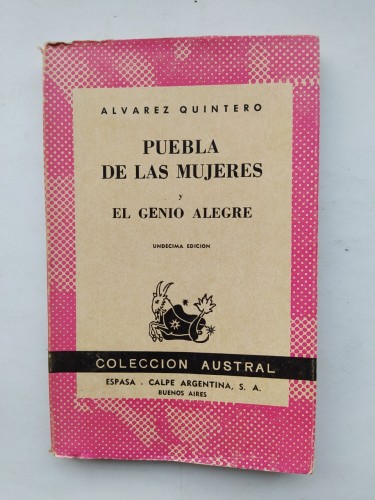 ALVAREZ QUINTERO
PUEBLA
DE LAS MUJERES
y
EL GENIO ALEGRE
UNDECIMA EDICION
COLECCION AUSTRAL
ESPASA - CALPE ARGENTINA, S. A.
BUENOS AIRES